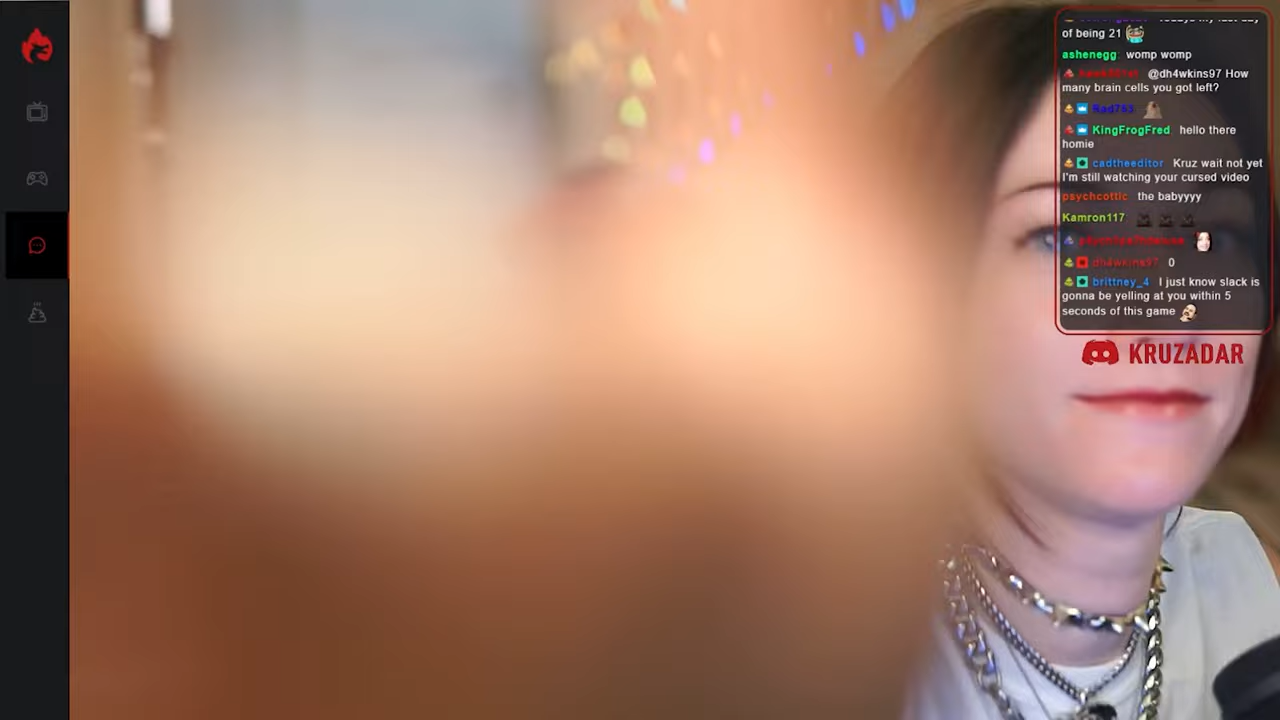 of being 21
ashenegg: womp womp
@dh4wkins97 How
many brain cells you got left?
Rad765
KingFrogFred: hello there
homie
cadtheeditor: Kruz wait not yet
I'm still watching your cursed video
psychcottic: the babyyyy
Kamron117:
dh4wkins97: 0
brittney_4: I just know slack is
gonna be yelling at you within 5
seconds of this game
KRUZADAR